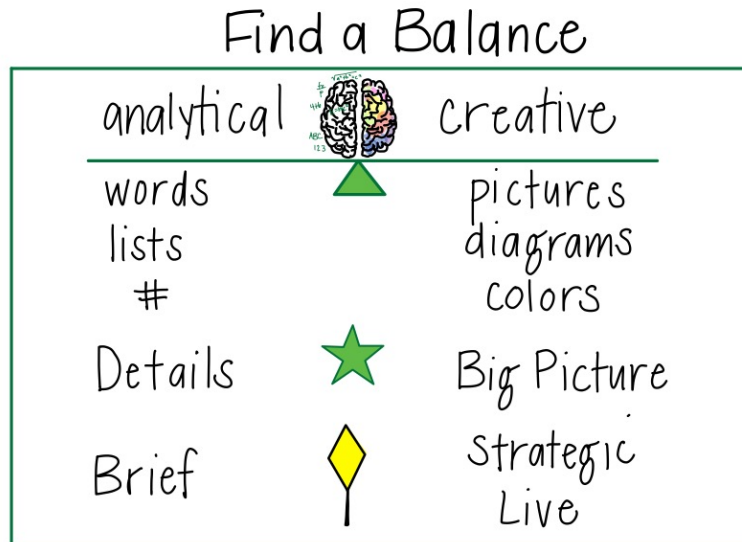 Find a Balance
analytical creative
words pictures
lists diagrams
# colors
Details Big Picture
Brief Strategic
Live